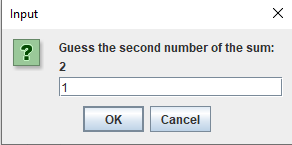 Input
Guess the second number of the sum:
2
1
OK Cancel